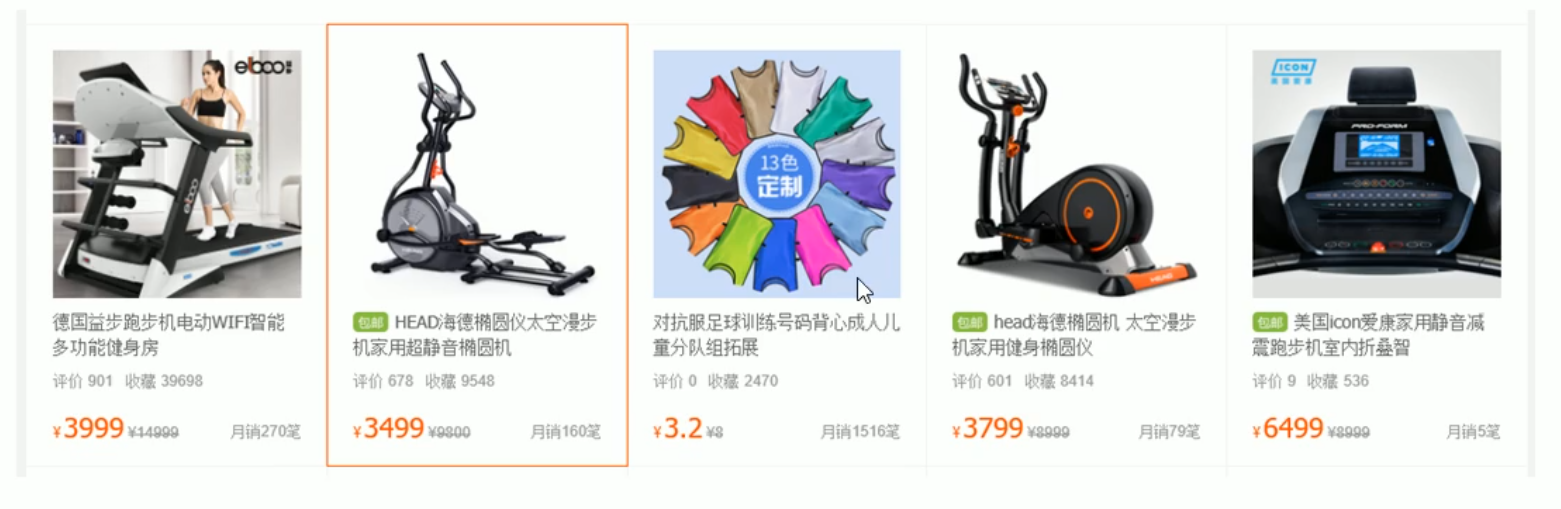 eboo
德国益步跑步机电动WIFI智能
多功能健身房
评价 901 收藏 39698
¥3999 ¥14999 月销270笔
包邮 HEAD海德椭圆仪太空漫步
机家用超静音椭圆机
评价 678 收藏 9548
¥3499 ¥9800 月销160笔
13色
定制
对抗服足球训练号码背心成人儿
童分队组拓展
评价 0 收藏 2470
¥3.2 ¥8 月销1516笔
HEAD
包邮 head海德椭圆机 太空漫步
机家用健身椭圆仪
评价 601 收藏 8414
¥3799 ¥8999 月销79笔
ICON
美国爱康
PRO-FORM
包邮 美国icon爱康家用静音减
震跑步机室内折叠智
评价 9 收藏 536
¥6499 ¥8999 月销5笔